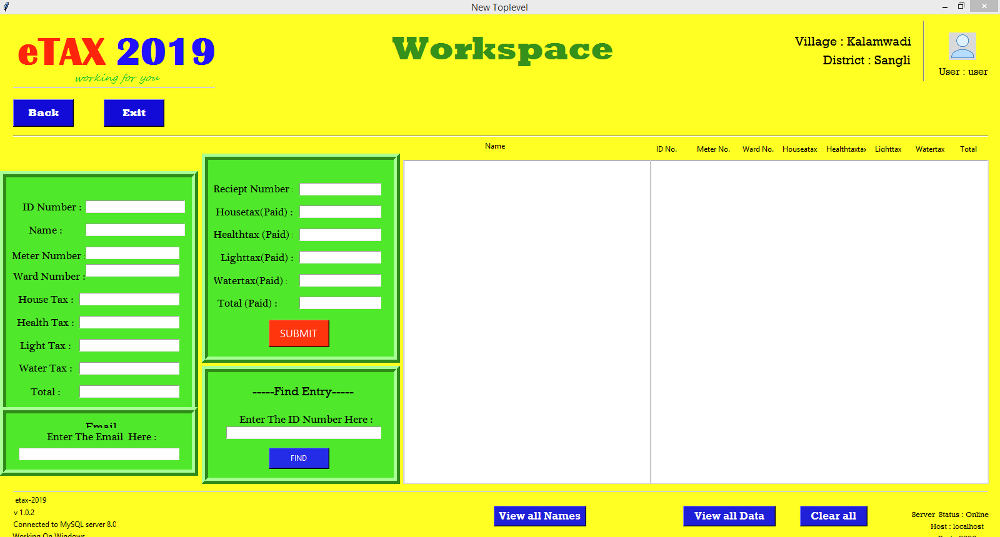 New Toplevel
eTAX 2019
working for you
Workspace
Village : Kalamwadi
District : Sangli
User : user
Back
Exit
Name
ID No.
Meter No.
Ward No.
Houseatax
Healthtaxtax
Lighttax
Watertax
Total
ID Number :
Name :
Meter Number :
Ward Number :
House Tax :
Health Tax :
Light Tax :
Water Tax :
Total :
Email
Enter The Email Here :
Reciept Number :
Housetax(Paid) :
Healthtax (Paid) :
Lighttax(Paid) :
Watertax(Paid) :
Total (Paid) :
SUBMIT
-----Find Entry-----
Enter The ID Number Here :
FIND
etax-2019
v 1.0.2
Connected to MySQL server 8.0
Working On Windows
View all Names
View all Data
Clear all
Server Status : Online
Host : localhost